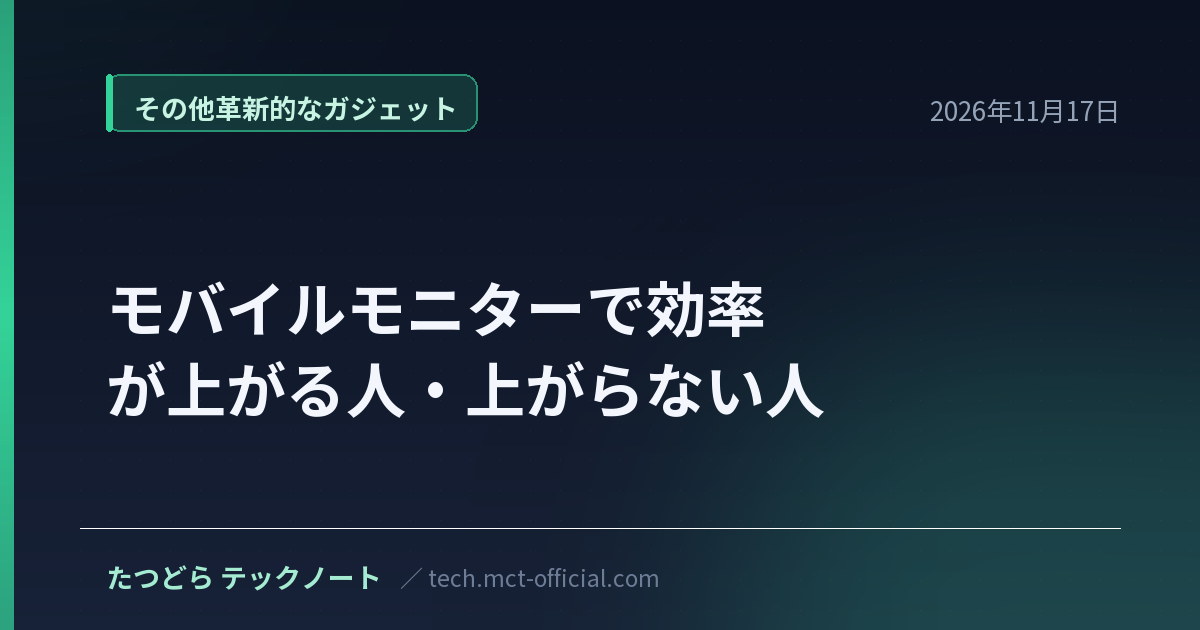 その他革新的なガジェット
2026年11月17日
モバイルモニターで効率
が上がる人・上がらない人
たつどら テックノート ／ tech.mct-official.com